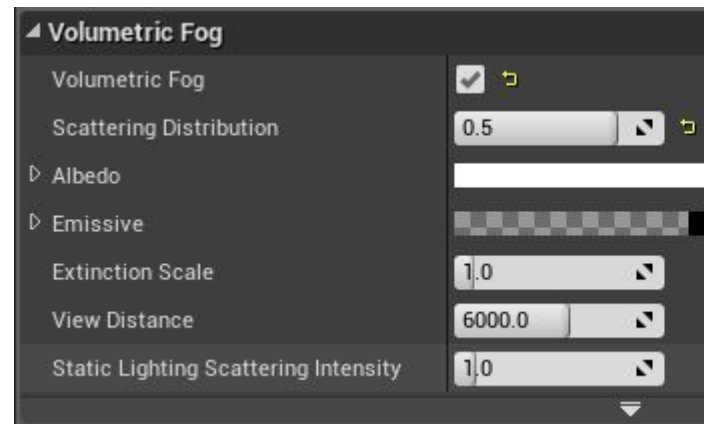 Volumetric Fog
Volumetric Fog
Scattering Distribution 0.5
Albedo
Emissive
Extinction Scale 1.0
View Distance 6000.0
Static Lighting Scattering Intensity 1.0